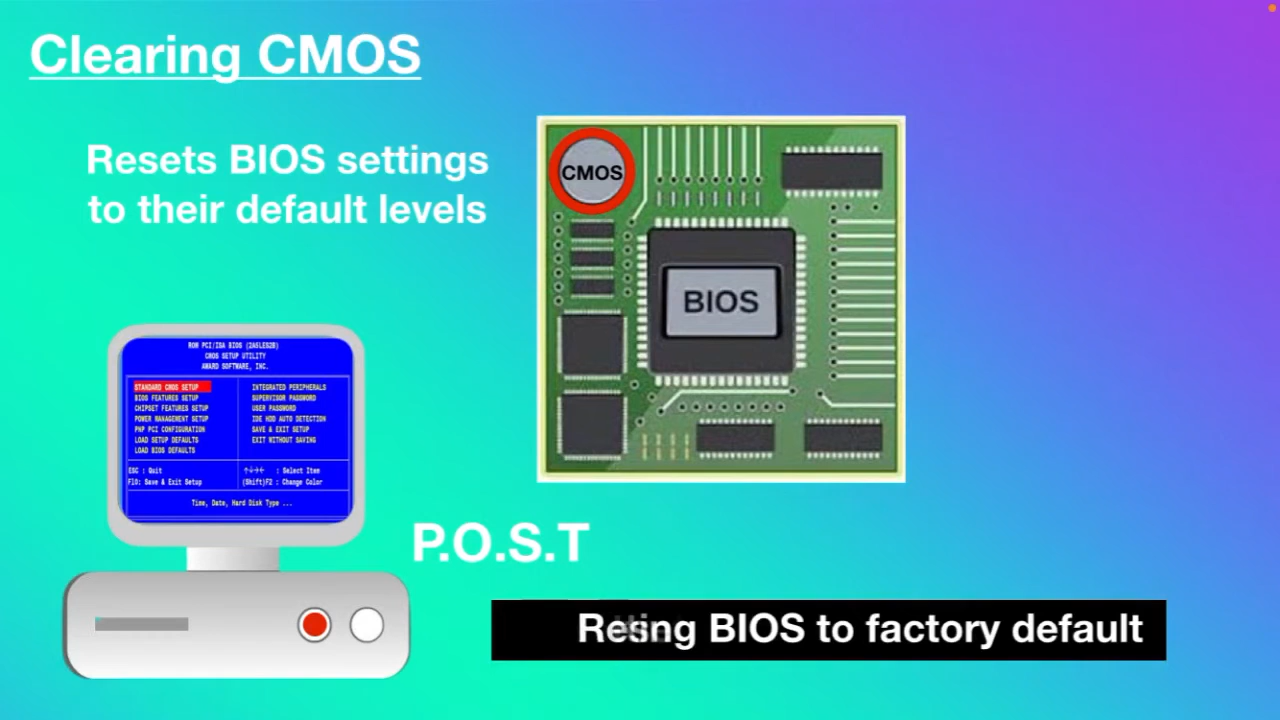 Clearing CMOS
Resets BIOS settings
to their default levels
CMOS
BIOS
ROM PCI/ISA BIOS (2A5LES2B)
CMOS SETUP UTILITY
AWARD SOFTWARE, INC.
STANDARD CMOS SETUP
BIOS FEATURES SETUP
CHIPSET FEATURES SETUP
POWER MANAGEMENT SETUP
PNP PCI CONFIGURATION
LOAD SETUP DEFAULTS
LOAD BIOS DEFAULTS
INTEGRATED PERIPHERALS
SUPERVISOR PASSWORD
USER PASSWORD
IDE HDD AUTO DETECTION
SAVE & EXIT SETUP
EXIT WITHOUT SAVING
ESC : Quit
F10: Save & Exit Setup
↑↓→← : Select Item
(Shift)F2 : Change Color
Time, Date, Hard Disk Type ...
P.O.S.T
BIOS to factory default